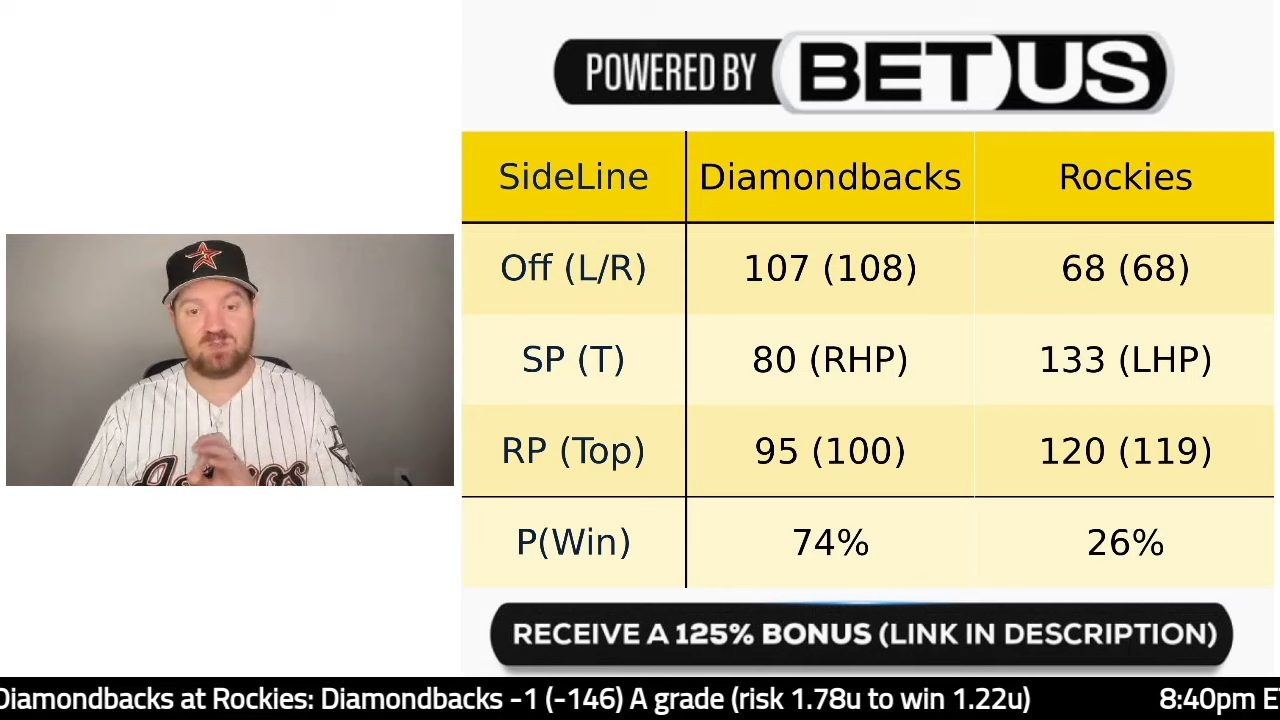 POWERED BY BETUS
SideLine Diamondbacks Rockies
Off (L/R) 107 (108) 68 (68)
SP (T) 80 (RHP) 133 (LHP)
RP (Top) 95 (100) 120 (119)
P(Win) 74% 26%
RECEIVE A 125% BONUS (LINK IN DESCRIPTION)
Diamondbacks at Rockies: Diamondbacks -1 (-146) A grade (risk 1.78u to win 1.22u) 8:40pm E